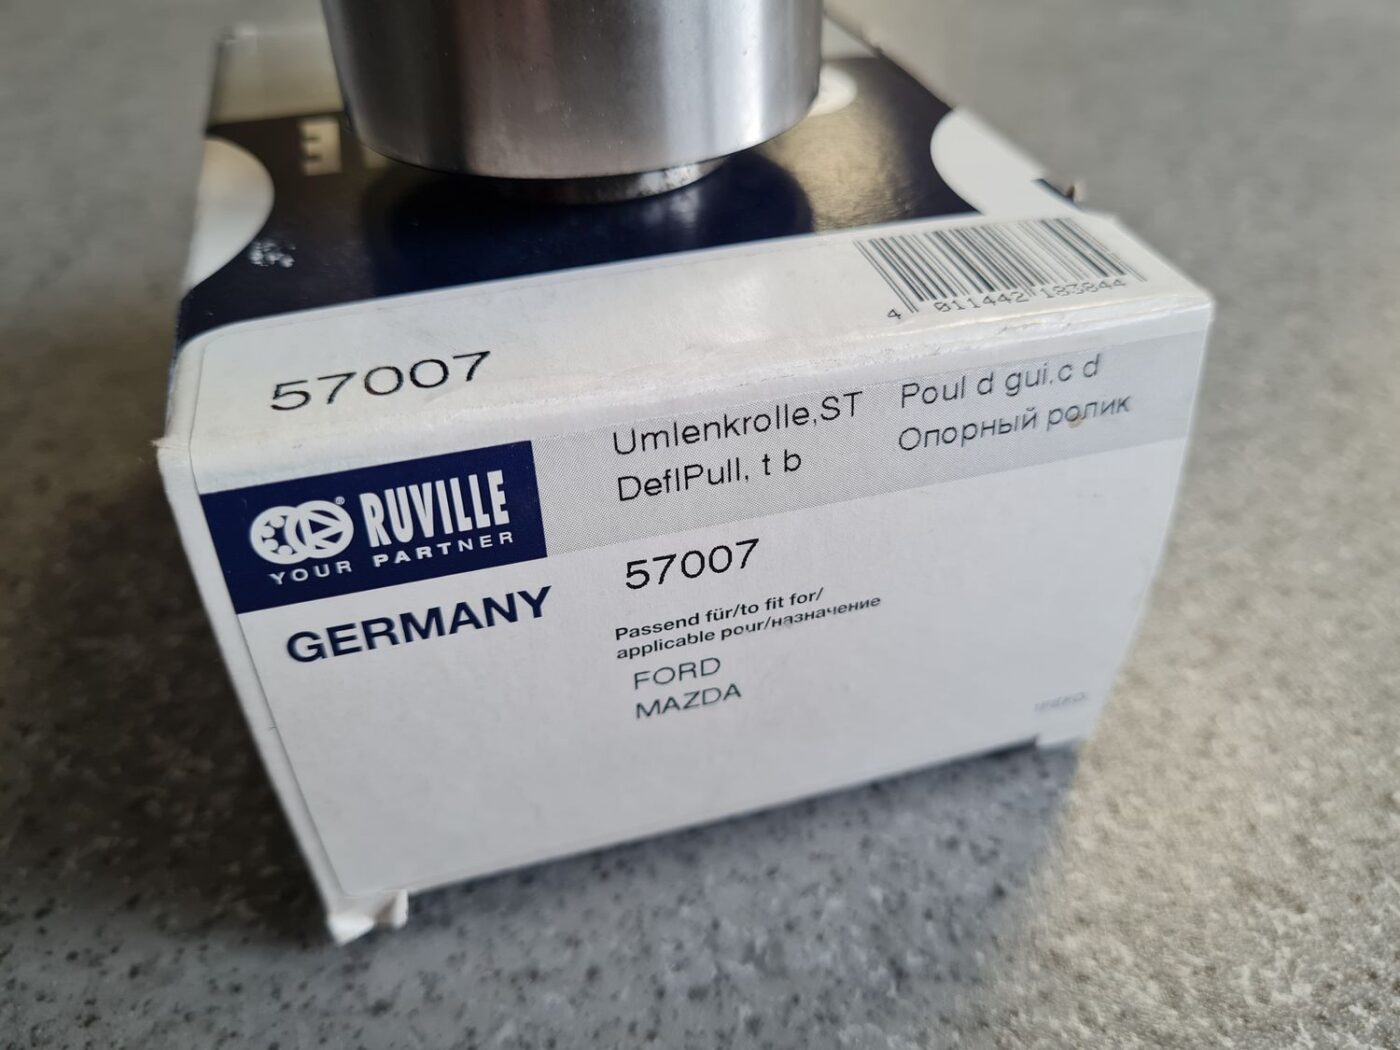 4 011442 183844
57007
Umlenkrolle,ST
DeflPull, t b
Poul d gui.c d
Опорный ролик
RUVILLE
YOUR PARTNER
GERMANY
57007
Passend für/to fit for/
applicable pour/назначение
FORD
MAZDA